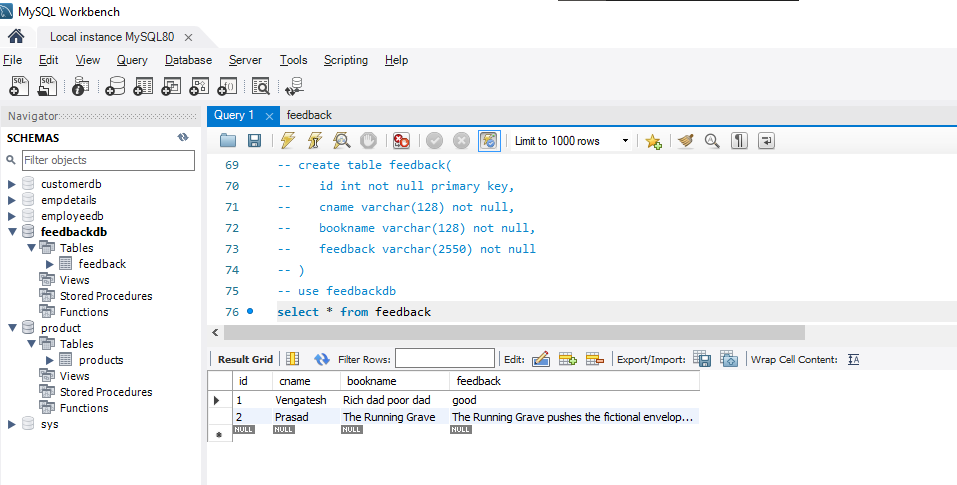 MySQL Workbench
Local instance MySQL80
File Edit View Query Database Server Tools Scripting Help
Navigator
SCHEMAS
Filter objects
customerdb
empdetails
employeedb
feedbackdb
Tables
feedback
Views
Stored Procedures
Functions
product
Tables
products
Views
Stored Procedures
Functions
sys
Query 1 feedback
Limit to 1000 rows
69 -- create table feedback(
70 -- id int not null primary key,
71 -- cname varchar(128) not null,
72 -- bookname varchar(128) not null,
73 -- feedback varchar(2550) not null
74 -- )
75 -- use feedbackdb
76 select * from feedback
Result Grid Filter Rows: Edit: Export/Import: Wrap Cell Content:
id cname bookname feedback
1 Vengatesh Rich dad poor dad good
2 Prasad The Running Grave The Running Grave pushes the fictional envelop...
NULL NULL NULL NULL